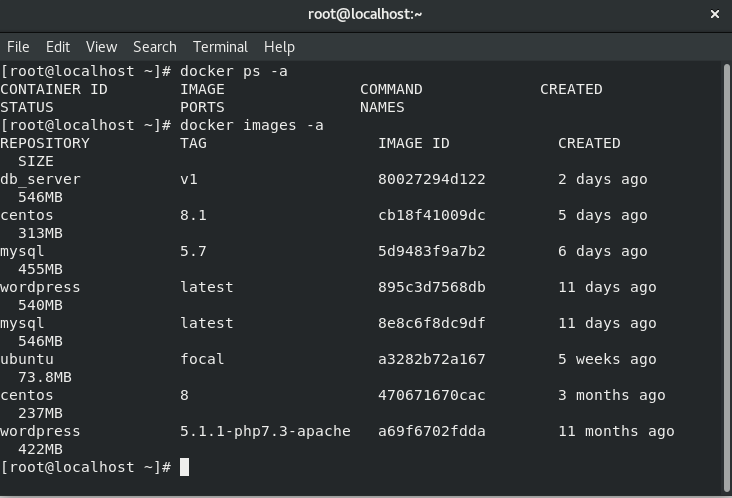 root@localhost:~
File Edit View Search Terminal Help
[root@localhost ~]# docker ps -a
CONTAINER ID        IMAGE               COMMAND             CREATED
STATUS              PORTS               NAMES
[root@localhost ~]# docker images -a
REPOSITORY          TAG                   IMAGE ID            CREATED
  SIZE
db_server           v1                    80027294d122        2 days ago
  546MB
centos              8.1                   cb18f41009dc        5 days ago
  313MB
mysql               5.7                   5d9483f9a7b2        6 days ago
  455MB
wordpress           latest                895c3d7568db        11 days ago
  540MB
mysql               latest                8e8c6f8dc9df        11 days ago
  546MB
ubuntu              focal                 a3282b72a167        5 weeks ago
  73.8MB
centos              8                     470671670cac        3 months ago
  237MB
wordpress           5.1.1-php7.3-apache   a69f6702fdda        11 months ago
  422MB
[root@localhost ~]#